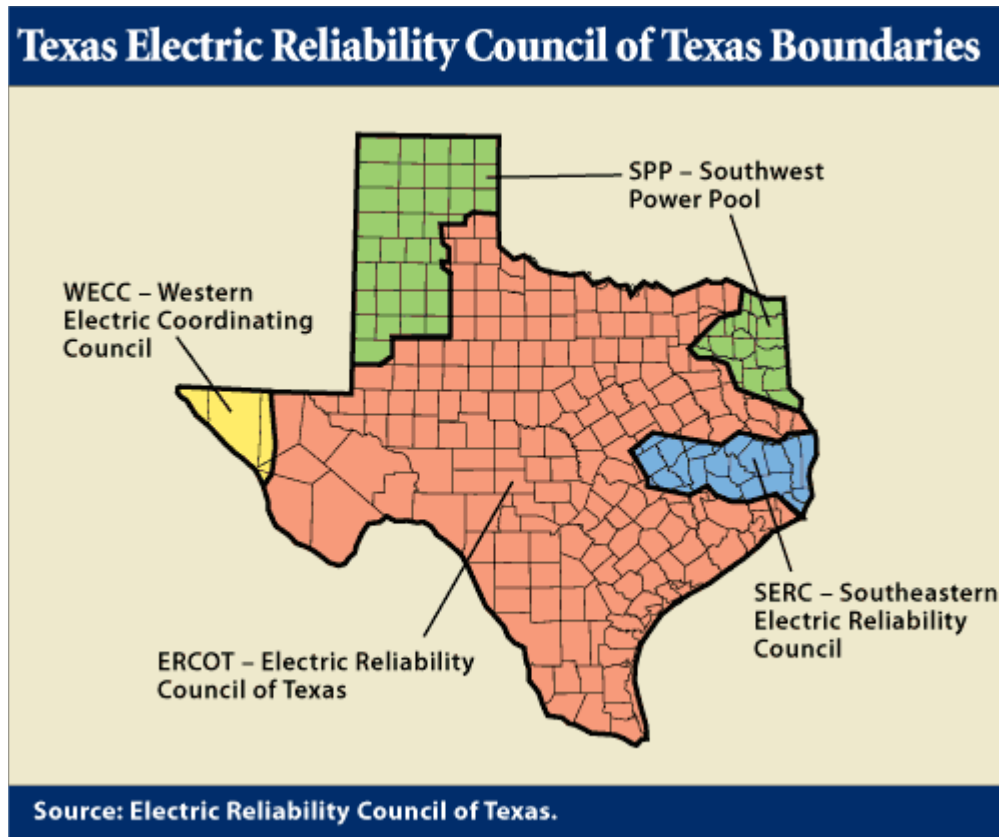 Texas Electric Reliability Council of Texas Boundaries
SPP – Southwest
Power Pool
WECC – Western
Electric Coordinating
Council
SERC – Southeastern
Electric Reliability
Council
ERCOT – Electric Reliability
Council of Texas
Source: Electric Reliability Council of Texas.